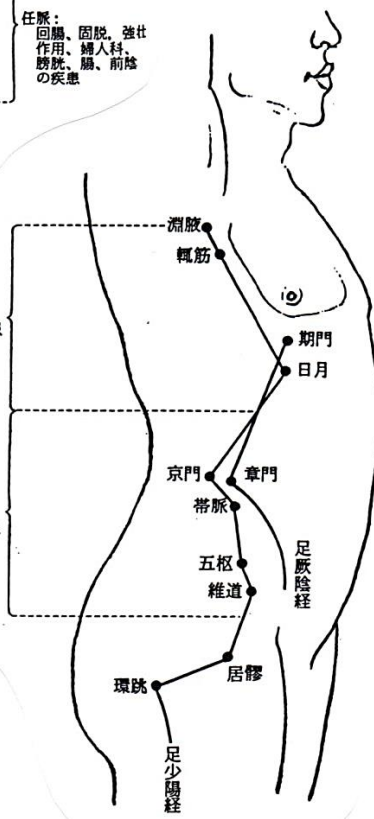 任脈：
回腸、固脱、強壮
作用、婦人科、
膀胱、腸、前陰
の疾患
淵腋
輒筋
期門
日月
京門
章門
帯脈
五枢
維道
足厥陰経
居髎
環跳
足少陽経